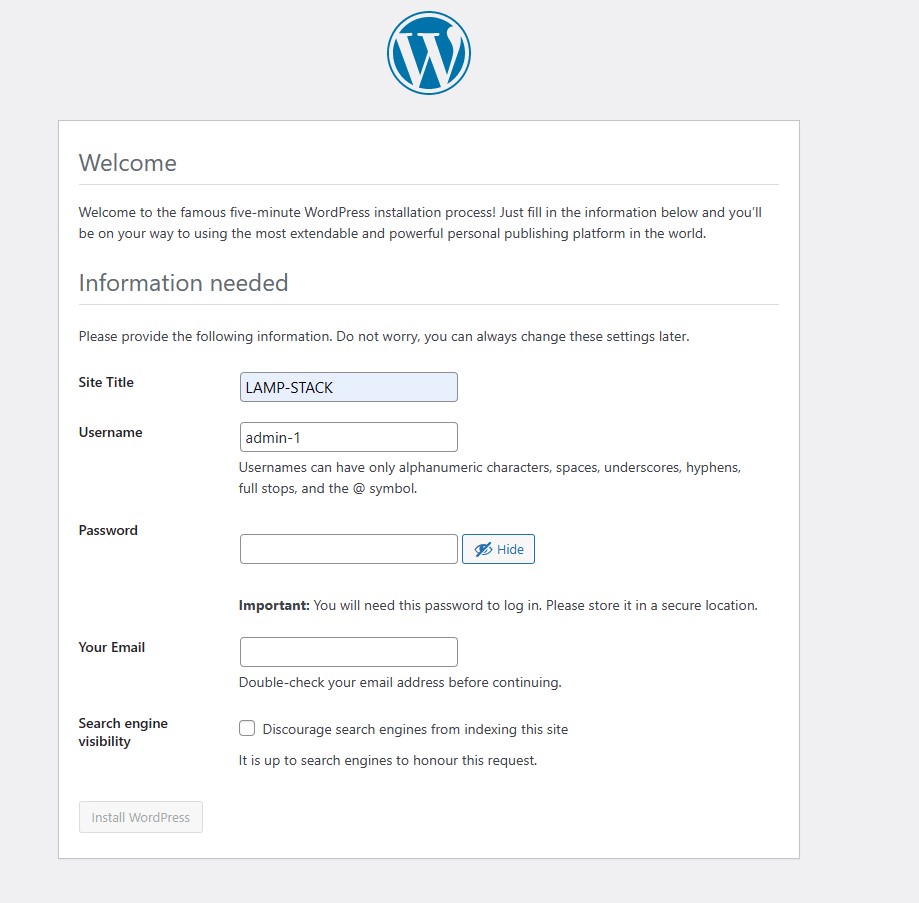 Welcome
Welcome to the famous five-minute WordPress installation process! Just fill in the information below and you’ll
be on your way to using the most extendable and powerful personal publishing platform in the world.
Information needed
Please provide the following information. Do not worry, you can always change these settings later.
Site Title
LAMP-STACK
Username
admin-1
Usernames can have only alphanumeric characters, spaces, underscores, hyphens,
full stops, and the @ symbol.
Password
Hide
Important: You will need this password to log in. Please store it in a secure location.
Your Email
Double-check your email address before continuing.
Search engine
visibility
Discourage search engines from indexing this site
It is up to search engines to honour this request.
Install WordPress